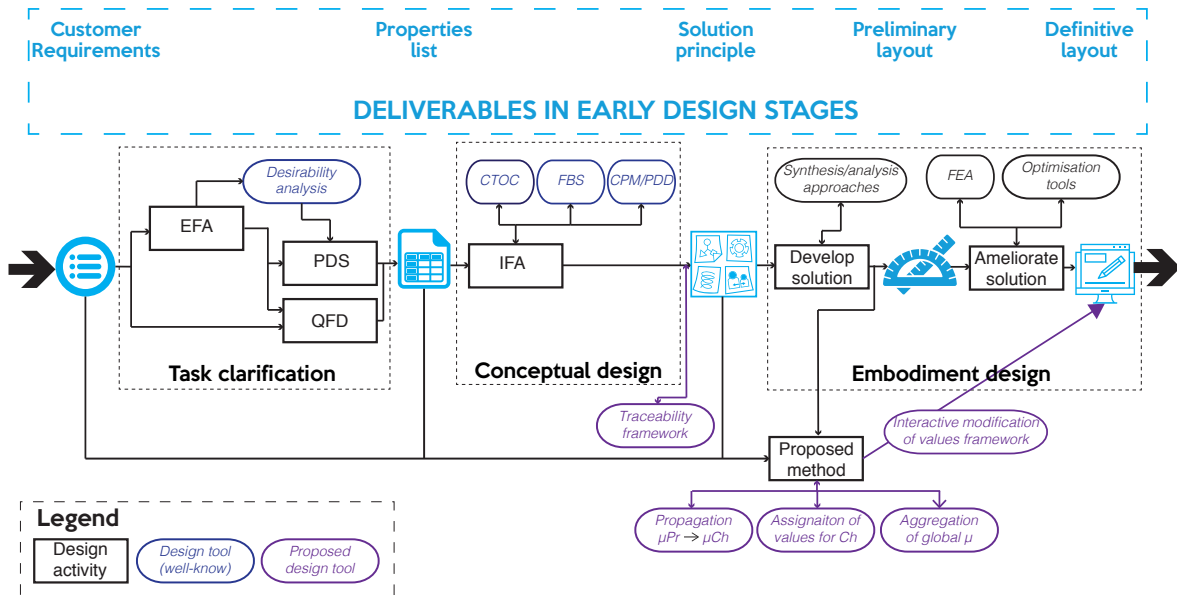 Customer
Requirements
Properties
list
Solution
principle
Preliminary
layout
Definitive
layout
DELIVERABLES IN EARLY DESIGN STAGES
Desirability
analysis
EFA
PDS
QFD
Task clarification
CTOC
FBS
CPM/PDD
IFA
Conceptual design
Synthesis/analysis
approaches
FEA
Optimisation
tools
Develop
solution
Ameliorate
solution
Embodiment design
Traceability
framework
Interactive modification
of values framework
Proposed
method
Propagation
µPr → µCh
Assignaiton of
values for Ch
Aggregation
of global µ
Legend
Design
activity
Design tool
(well-know)
Proposed
design tool